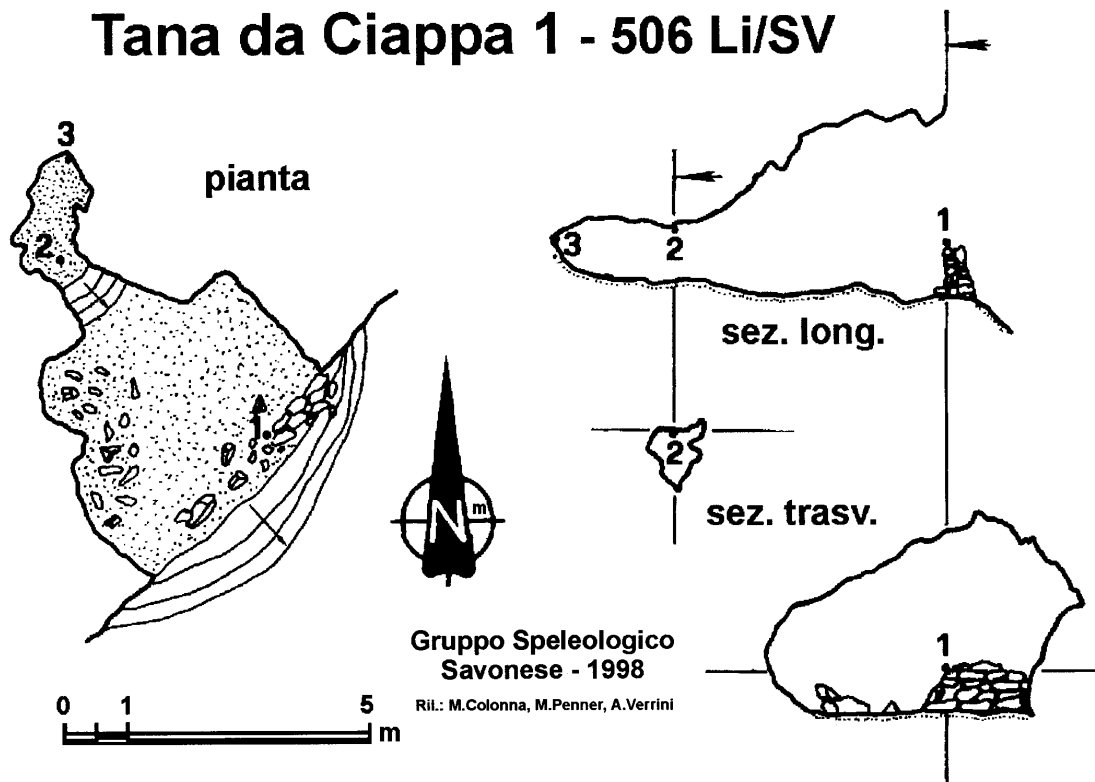 Tana da Ciappa 1 - 506 Li/SV
3
pianta
2
1
3
2
1
sez. long.
2
sez. trasv.
N
m
1
Gruppo Speleologico
Savonese - 1998
Ril.: M.Colonna, M.Penner, A.Verrini
0 1 5
m